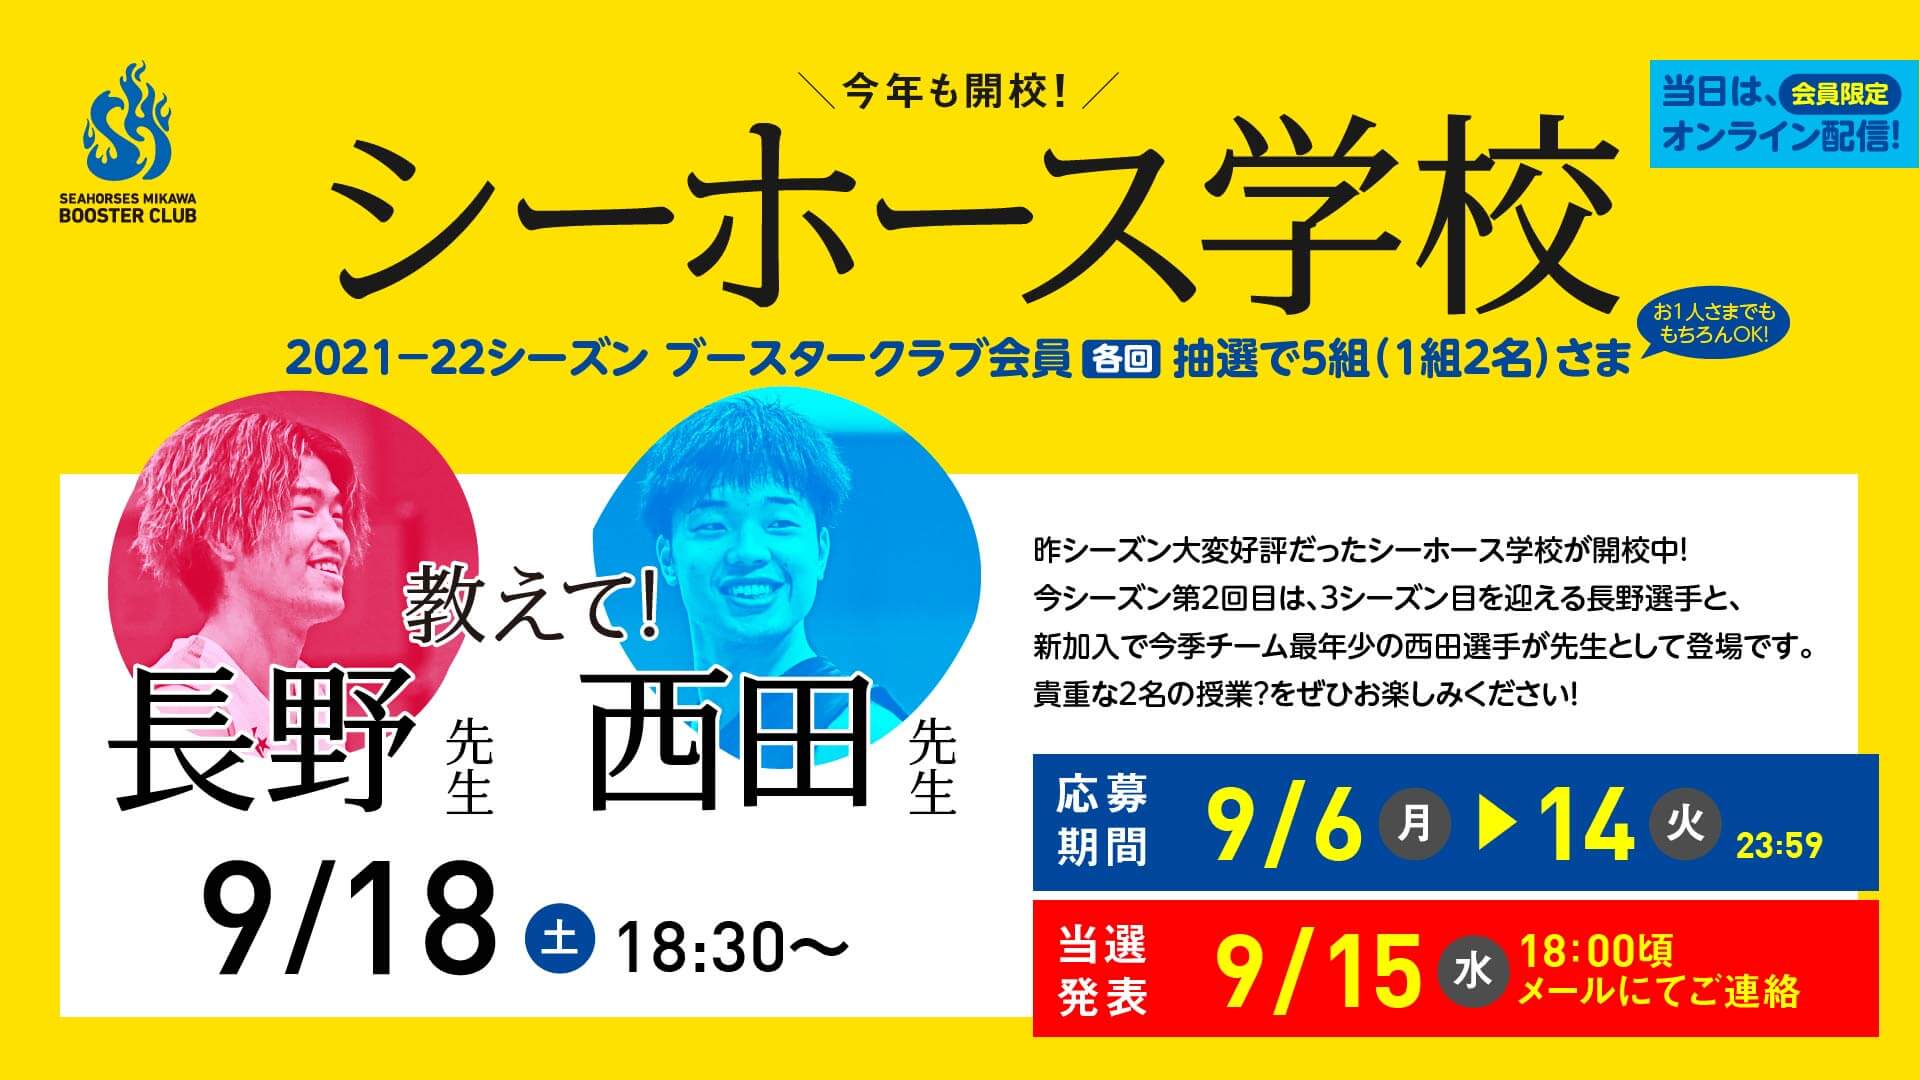 SEAHORSES MIKAWA
BOOSTER CLUB
今年も開校！
シーホース学校
当日は、会員限定
オンライン配信！
2021-22シーズン ブースタークラブ会員 各回 抽選で5組（1組2名）さま
お1人さまでも
もちろんOK！
教えて！
長野先生 西田先生
9/18 土 18:30～
昨シーズン大変好評だったシーホース学校が開校中！
今シーズン第2回目は、3シーズン目を迎える長野選手と、
新加入で今季チーム最年少の西田選手が先生として登場です。
貴重な2名の授業？をぜひお楽しみください！
応募期間 9/6 月 ▶ 14 火 23:59
当選発表 9/15 水 18:00頃
メールにてご連絡